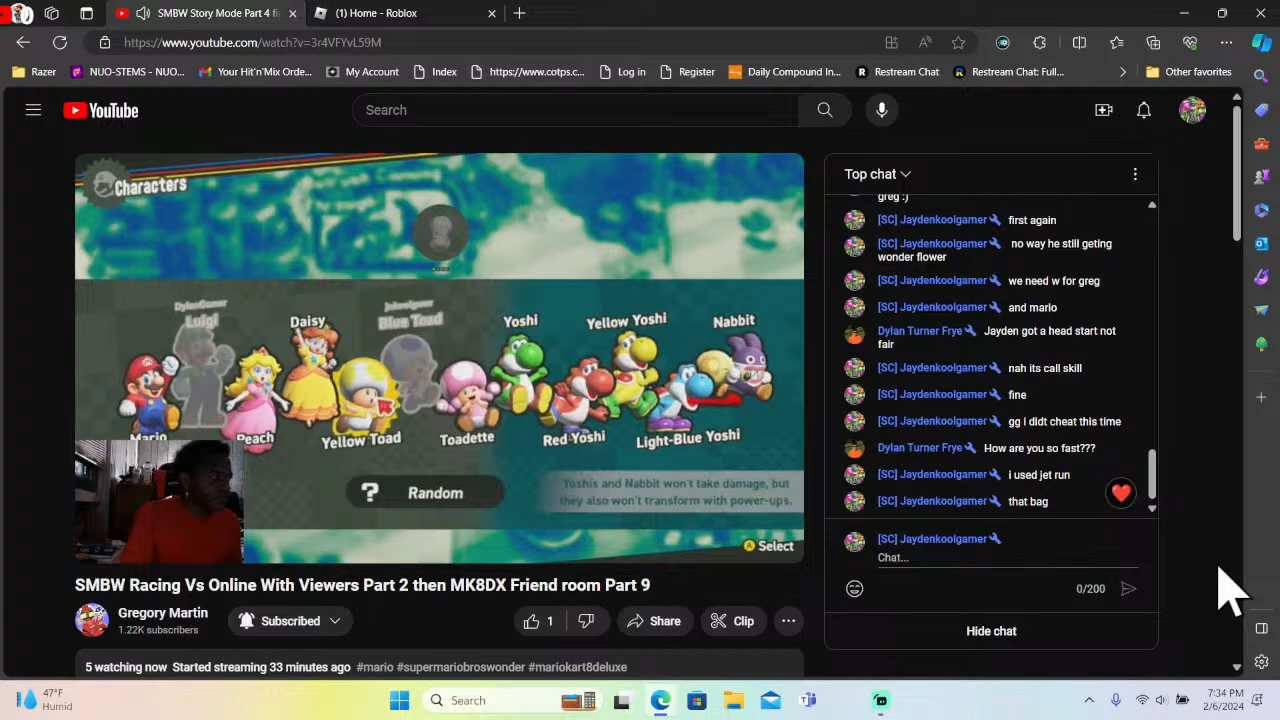 SMBW Story Mode Part 4 fi
(1) Home - Roblox
https://www.youtube.com/watch?v=3r4VFYvL59M
Razer
NUO-STEMS - NUO...
Your Hit'n'Mix Orde...
My Account
Index
https://www.cotps.c...
Log in
Register
Daily Compound In...
Restream Chat
Restream Chat: Full...
Other favorites
YouTube
Search
Characters
DylanGamer
Luigi
Daisy
Blue Toad
Yoshi
Yellow Yoshi
Nabbit
Mario
Peach
Yellow Toad
Toadette
Red Yoshi
Light-Blue Yoshi
? Random
Yoshis and Nabbit won't take damage, but
they also won't transform with power-ups.
A Select
Top chat
greg :)
[SC] Jaydenkoolgamer first again
[SC] Jaydenkoolgamer no way he still geting
wonder flower
[SC] Jaydenkoolgamer we need w for greg
[SC] Jaydenkoolgamer and mario
Dylan Turner Frye Jayden got a head start not
fair
[SC] Jaydenkoolgamer nah its call skill
[SC] Jaydenkoolgamer fine
[SC] Jaydenkoolgamer gg I didt cheat this time
Dylan Turner Frye How are you so fast???
[SC] Jaydenkoolgamer i used jet run
[SC] Jaydenkoolgamer that bag
[SC] Jaydenkoolgamer
Chat...
0/200
Hide chat
SMBW Racing Vs Online With Viewers Part 2 then MK8DX Friend room Part 9
Gregory Martin
1.22K subscribers
Subscribed
1
Share
Clip
5 watching now Started streaming 33 minutes ago #mario #supermariobroswonder #mariokart8deluxe
47°F
Humid
Search
7:34 PM
2/6/2024